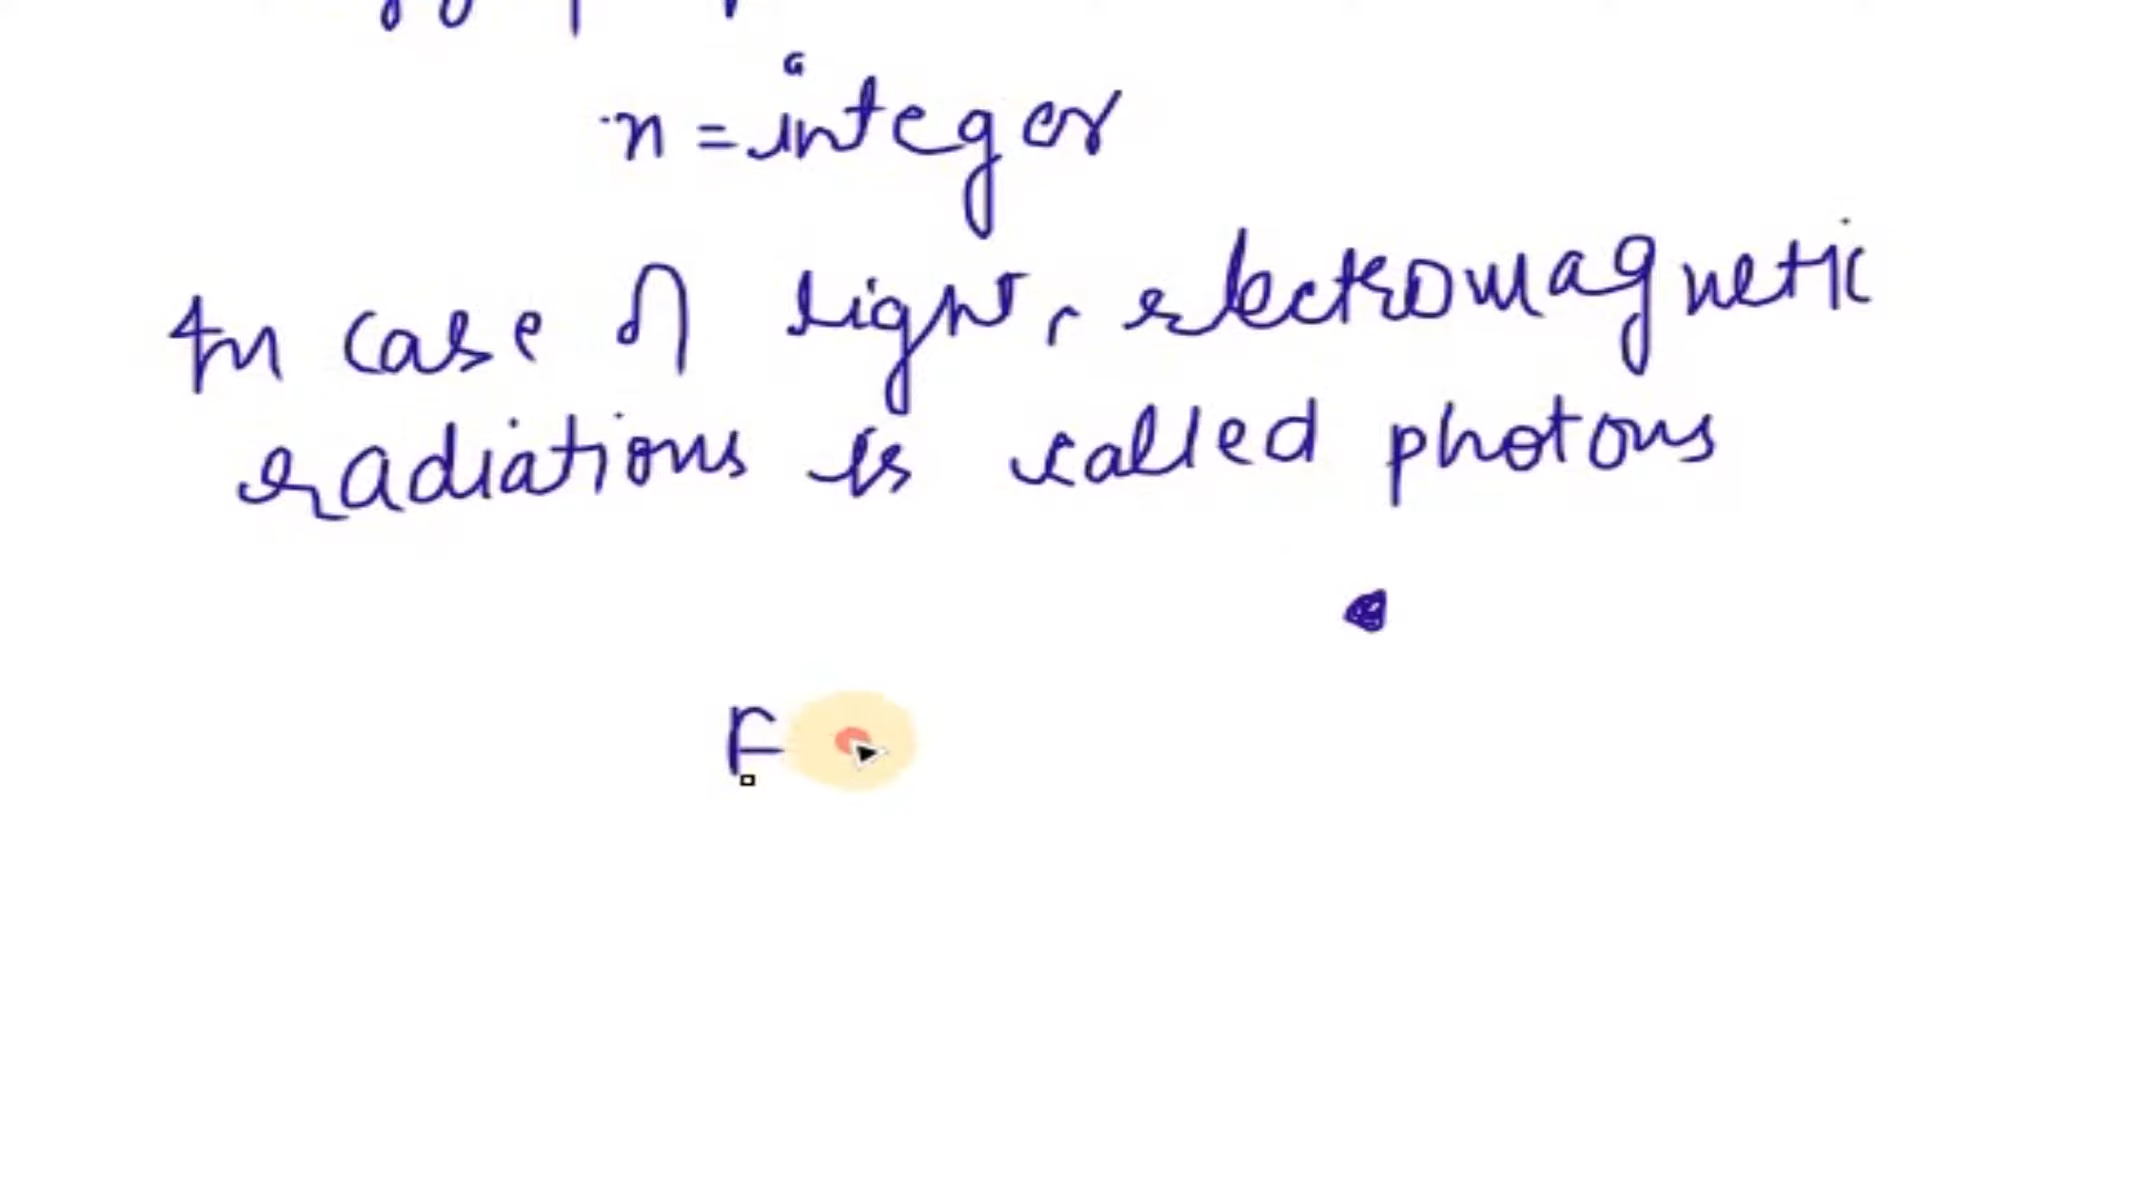 n = integer
In case of light, electromagnetic
radiations is called photons
F